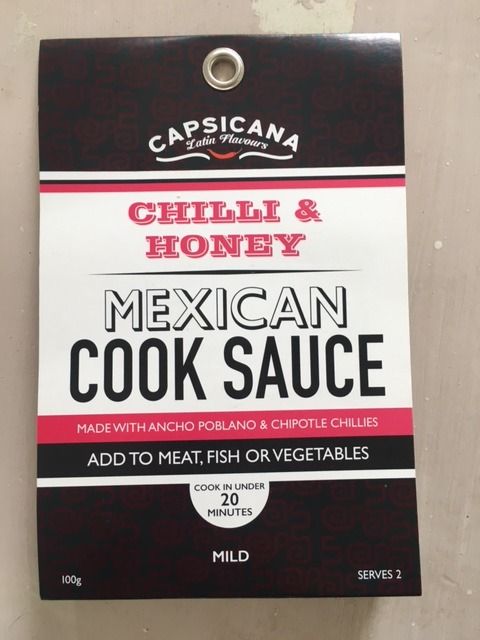 CAPSICANA
Latin Flavours
CHILLI &
HONEY
MEXICAN
COOK SAUCE
MADE WITH ANCHO POBLANO & CHIPOTLE CHILLIES
ADD TO MEAT, FISH OR VEGETABLES
COOK IN UNDER
20
MINUTES
MILD
100g
SERVES 2